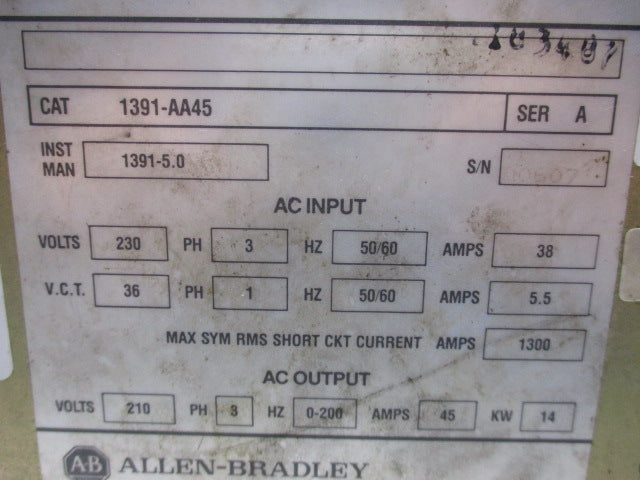 CAT 1391-AA45 SER A
INST MAN 1391-5.0 S/N
AC INPUT
VOLTS 230 PH 3 HZ 50/60 AMPS 38
V.C.T. 36 PH 1 HZ 50/60 AMPS 5.5
MAX SYM RMS SHORT CKT CURRENT AMPS 1300
AC OUTPUT
VOLTS 210 PH 3 HZ 0-200 AMPS 45 KW 14
AB ALLEN-BRADLEY